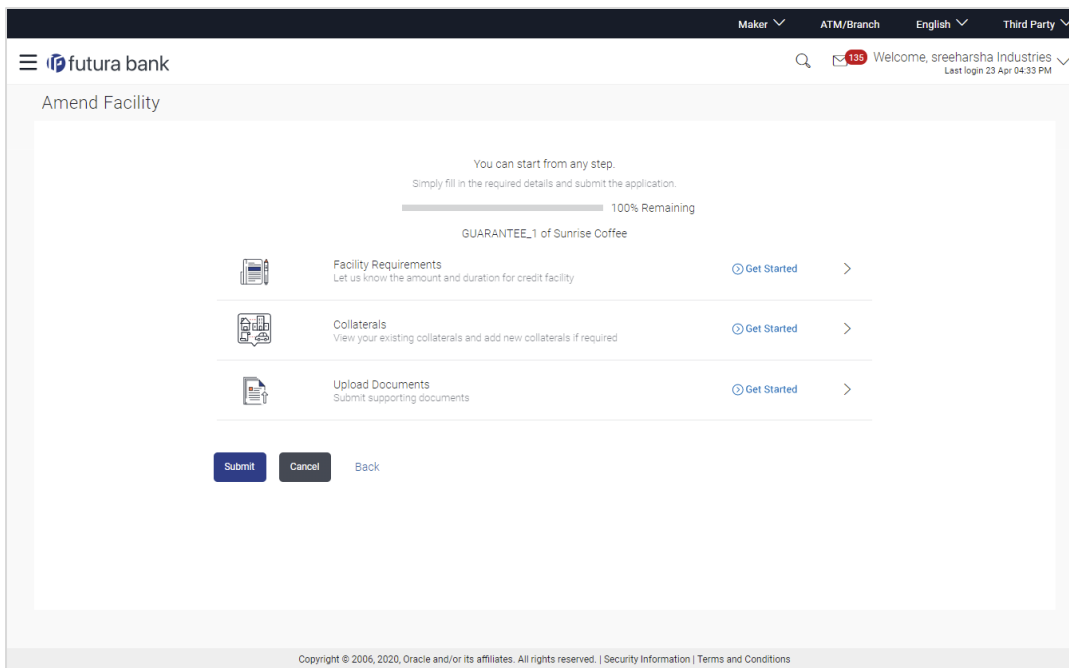 Maker ATM/Branch English Third Party
futura bank 135 Welcome, sreeharsha Industries
Last login 23 Apr 04:33 PM
Amend Facility
You can start from any step.
Simply fill in the required details and submit the application.
100% Remaining
GUARANTEE_1 of Sunrise Coffee
Facility Requirements Get Started
Let us know the amount and duration for credit facility
Collaterals Get Started
View your existing collaterals and add new collaterals if required
Upload Documents Get Started
Submit supporting documents
Submit Cancel Back
Copyright © 2006, 2020, Oracle and/or its affiliates. All rights reserved. | Security Information | Terms and Conditions